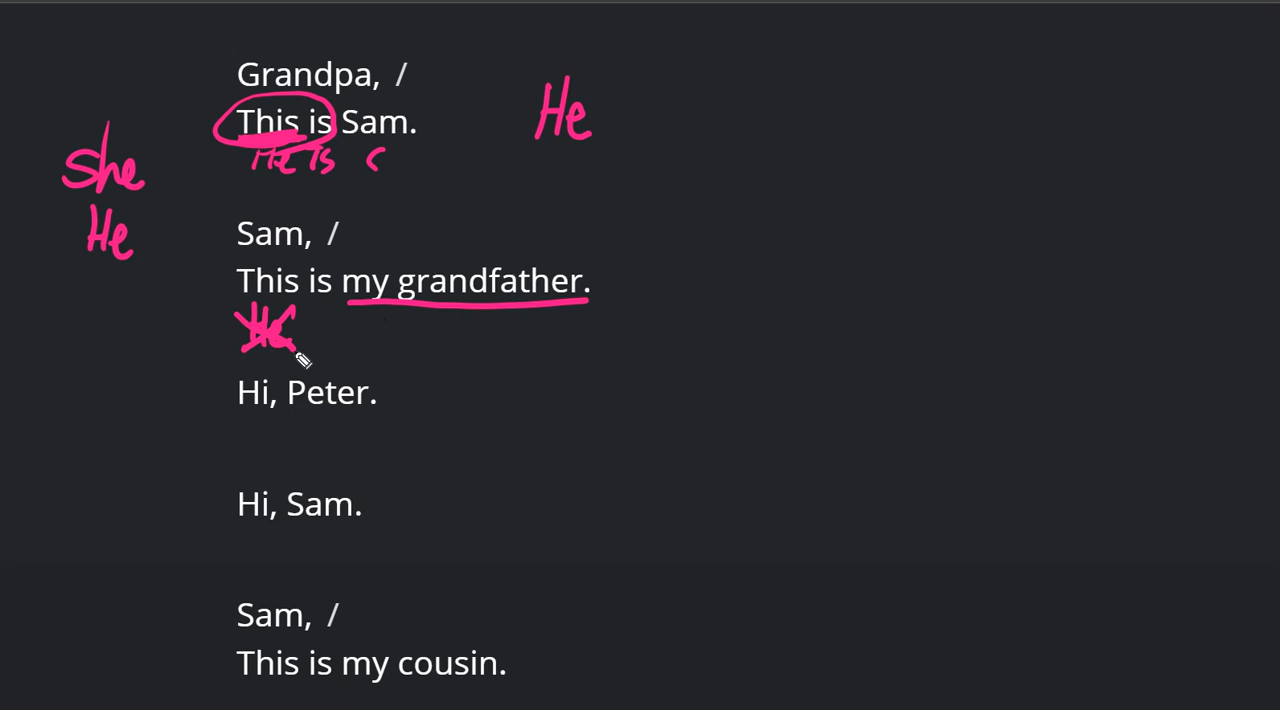 Grandpa, /
He
This is Sam.
He is
She
He
Sam, /
This is my grandfather.
He
Hi, Peter.
Hi, Sam.
Sam, /
This is my cousin.